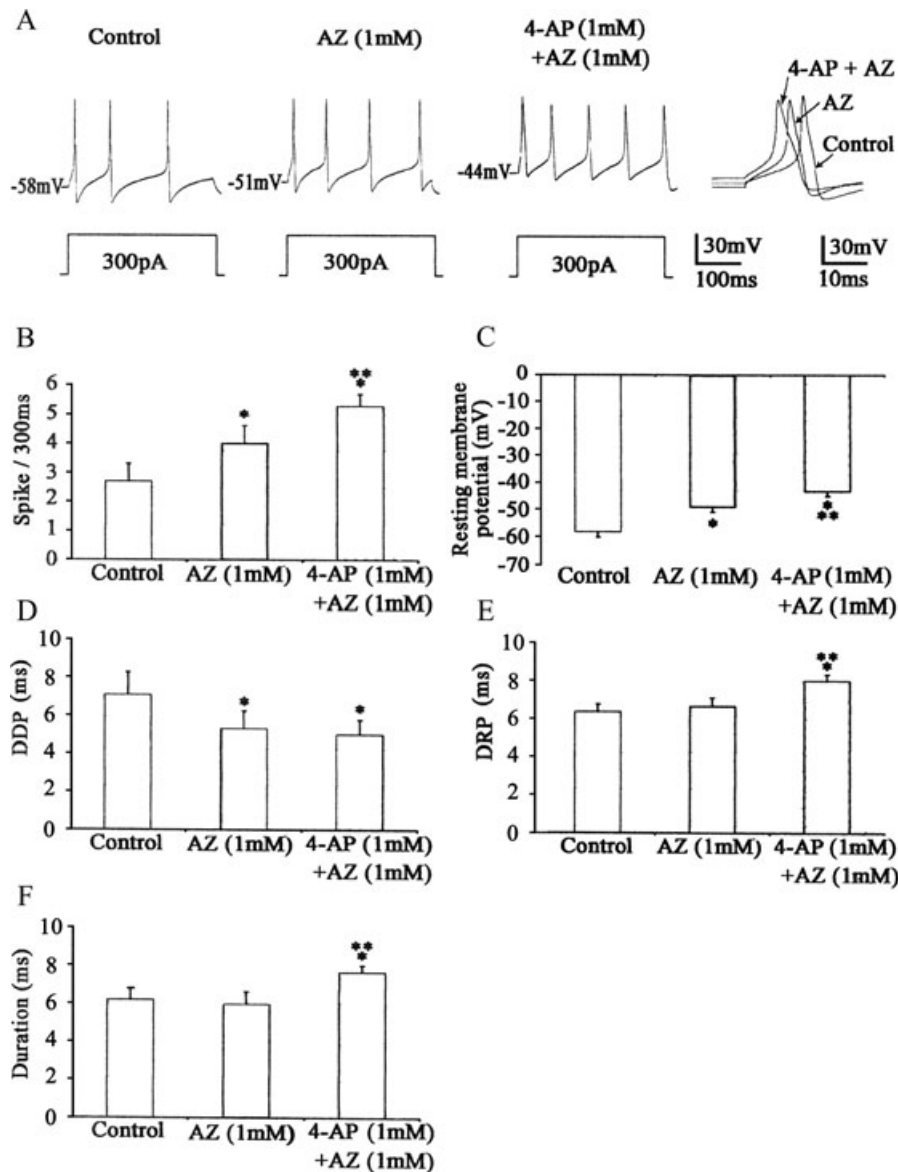 A
Control
AZ (1mM)
4-AP (1mM)
+AZ (1mM)
4-AP + AZ
AZ
Control
-58mV
-51mV
-44mV
300pA
300pA
300pA
30mV
100ms
30mV
10ms
B
Spike / 300ms
6
5
4
3
2
1
0
Control
AZ (1mM)
4-AP (1mM)
+AZ (1mM)
*
**
*
C
Resting membrane
potential (mV)
0
-10
-20
-30
-40
-50
-60
-70
Control
AZ (1mM)
4-AP (1mM)
+AZ (1mM)
*
*
**
D
DDP (ms)
10
8
6
4
2
0
Control
AZ (1mM)
4-AP (1mM)
+AZ (1mM)
*
*
E
DRP (ms)
10
8
6
4
2
0
Control
AZ (1mM)
4-AP (1mM)
+AZ (1mM)
**
*
F
Duration (ms)
10
8
6
4
2
0
Control
AZ (1mM)
4-AP (1mM)
+AZ (1mM)
**
*